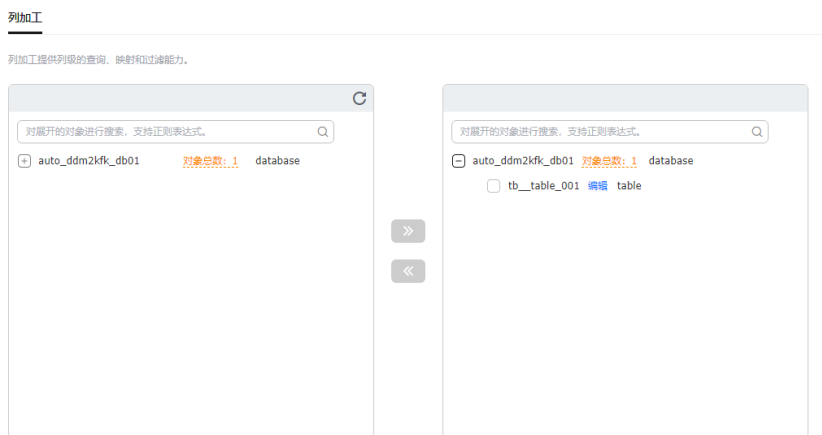 列加工
列加工提供列级的查询、映射和过滤能力。
对展开的对象进行搜索，支持正则表达式。
auto_ddm2kfk_db01 对象总数：1 database
对展开的对象进行搜索，支持正则表达式。
auto_ddm2kfk_db01 对象总数：1 database
tb__table_001 编辑 table